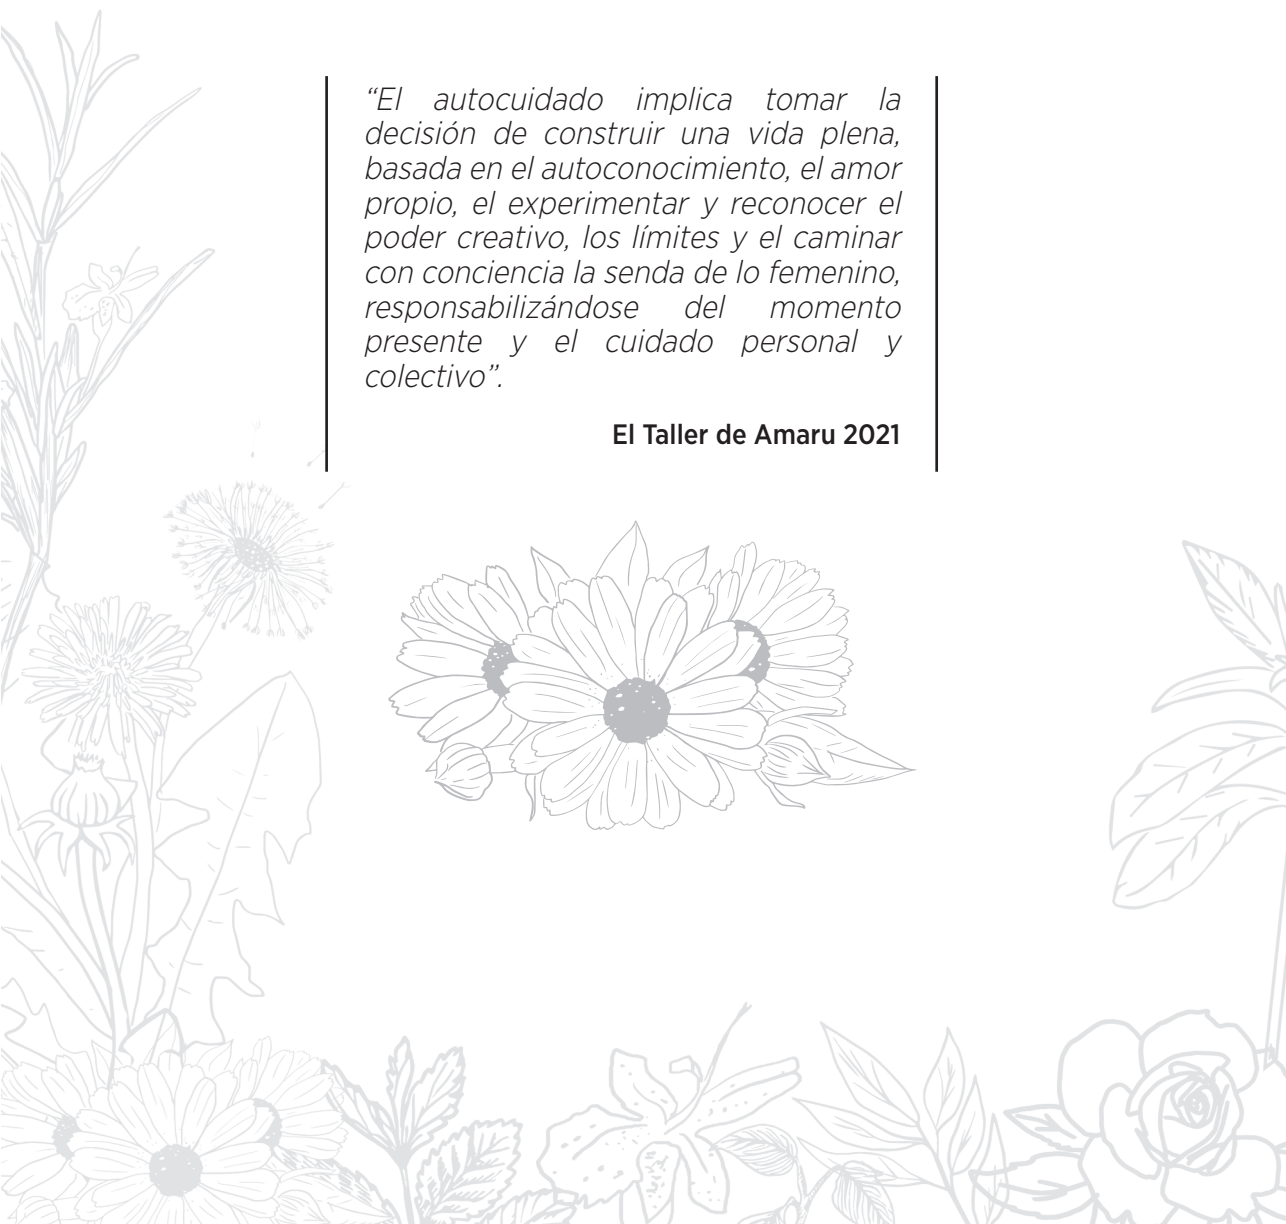 “El autocuidado implica tomar la
decisión de construir una vida plena,
basada en el autoconocimiento, el amor
propio, el experimentar y reconocer el
poder creativo, los límites y el caminar
con conciencia la senda de lo femenino,
responsabilizándose del momento
presente y el cuidado personal y
colectivo”.
El Taller de Amaru 2021